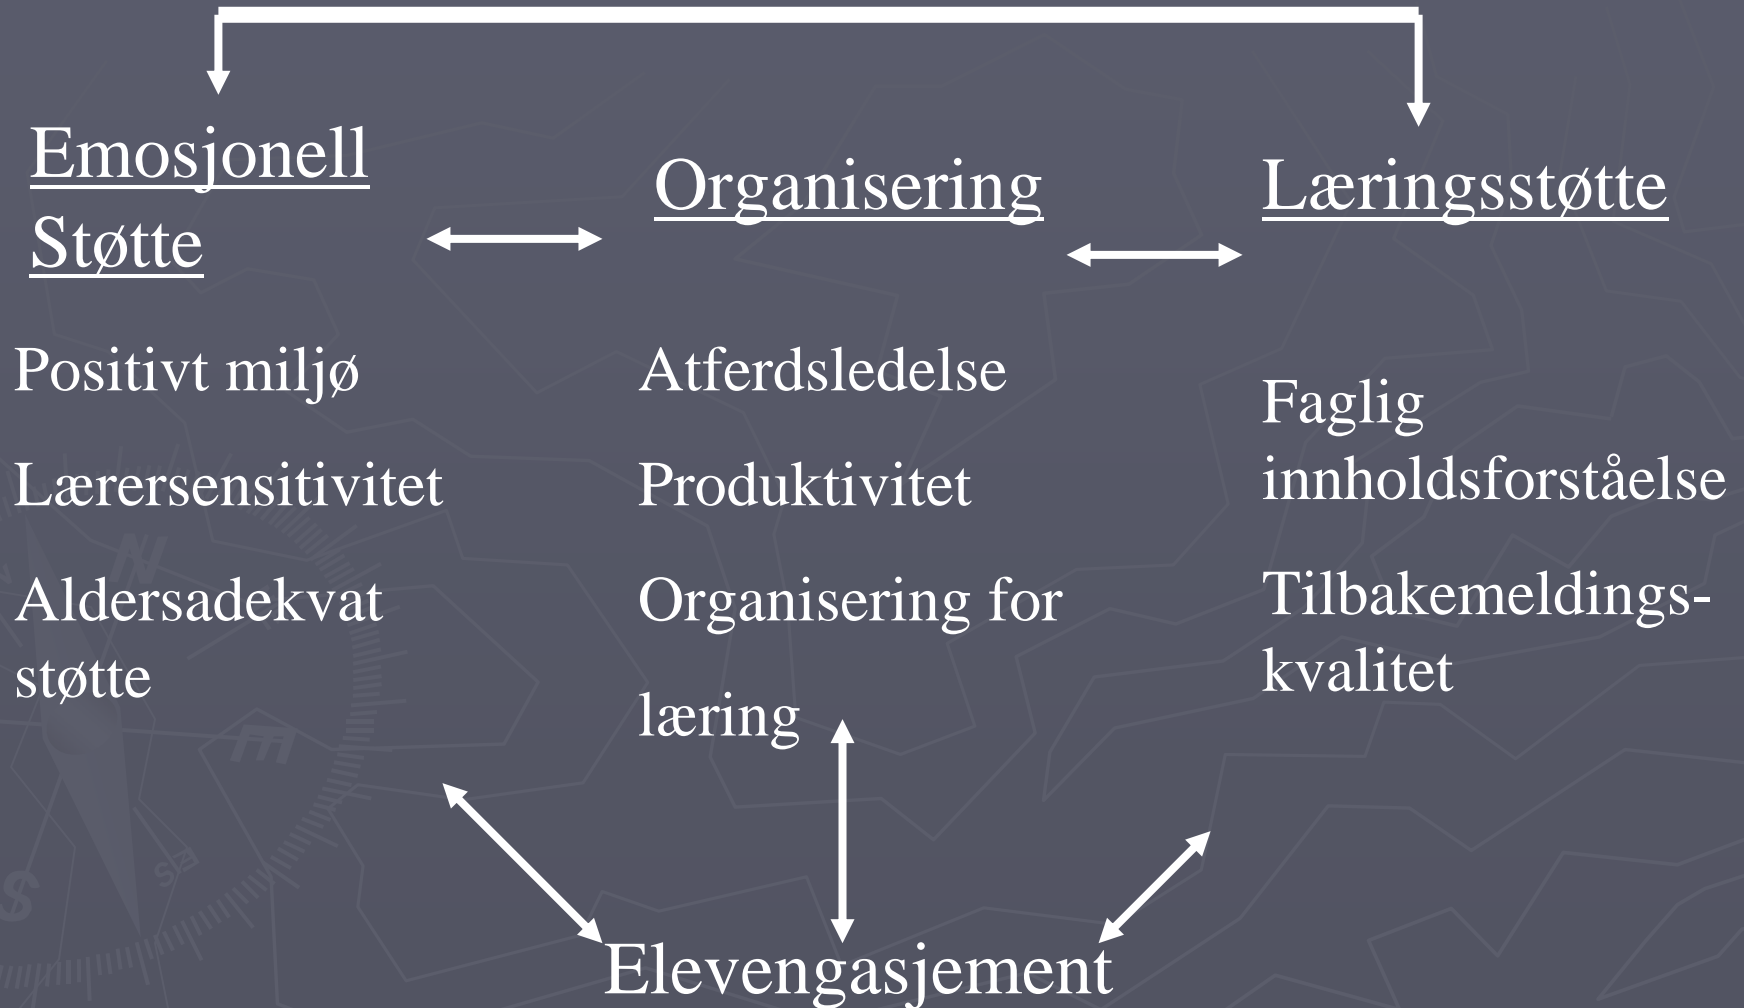 Emosjonell
Støtte
Positivt miljø
Lærersensitivitet
Aldersadekvat
støtte
Organisering
Atferdsledelse
Produktivitet
Organisering for
læring
Læringsstøtte
Faglig
innholdsforståelse
Tilbakemeldings-
kvalitet
Elevengasjement
N
E
S
SE